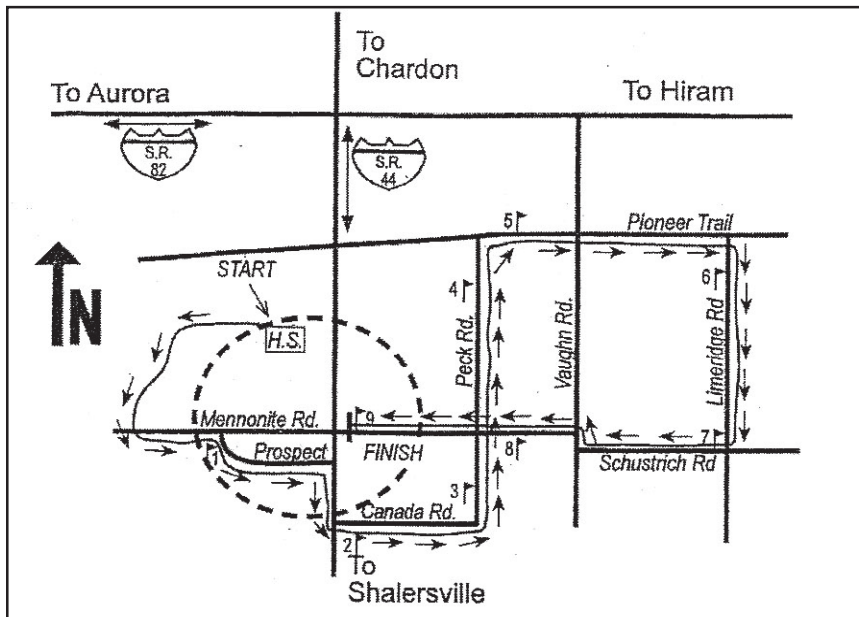 To
Chardon
To Aurora
To Hiram
S.R.
82
S.R.
44
5
Pioneer Trail
START
4
6
N
H.S.
Peck Rd.
Vaughn Rd.
Limeridge Rd
Mennonite Rd.
9
1
Prospect
FINISH
8
7
Schustrich Rd
3
Canada Rd.
2
To
Shalersville